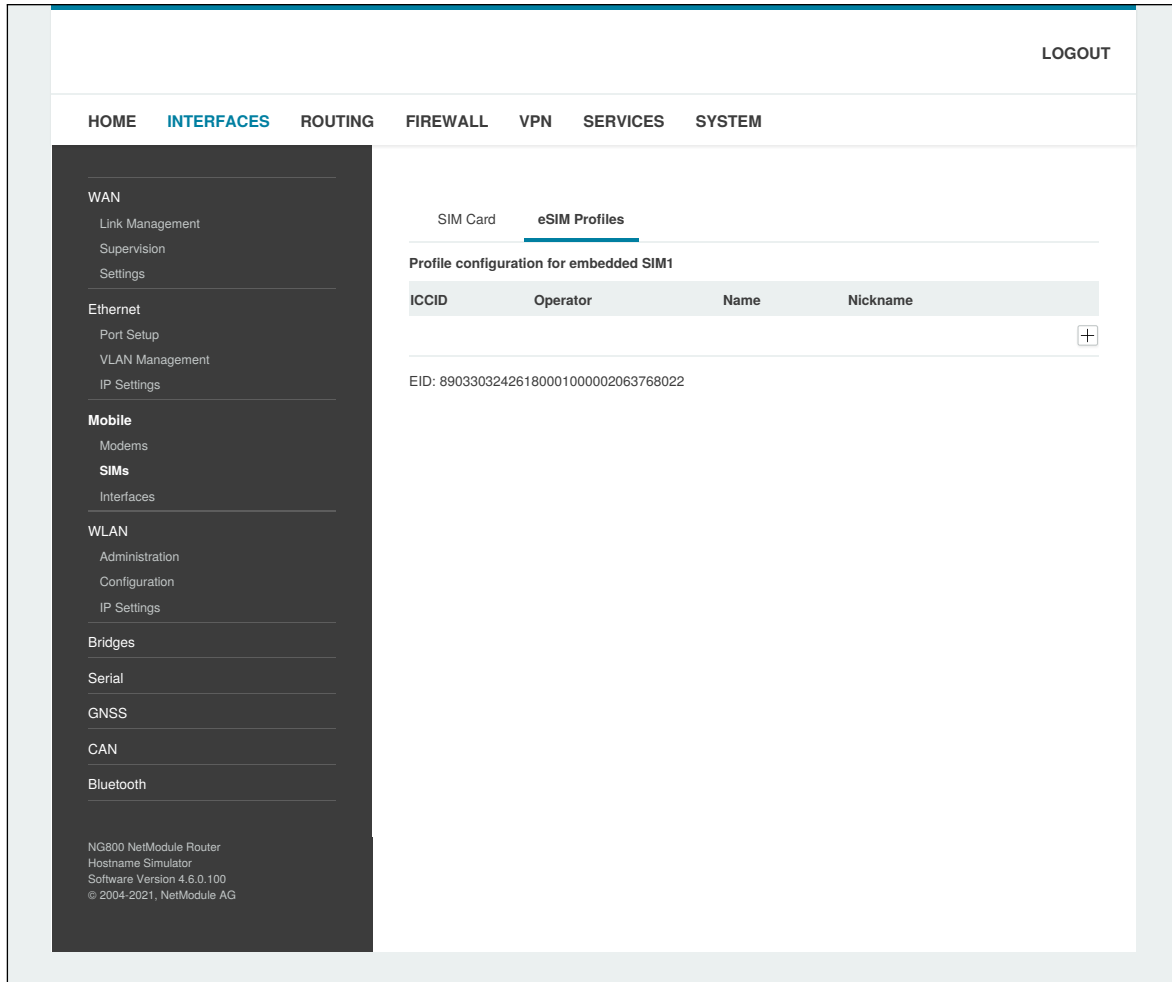 LOGOUT
HOME INTERFACES ROUTING FIREWALL VPN SERVICES SYSTEM
WAN
Link Management
Supervision
Settings
Ethernet
Port Setup
VLAN Management
IP Settings
Mobile
Modems
SIMs
Interfaces
WLAN
Administration
Configuration
IP Settings
Bridges
Serial
GNSS
CAN
Bluetooth
NG800 NetModule Router
Hostname Simulator
Software Version 4.6.0.100
© 2004-2021, NetModule AG
SIM Card eSIM Profiles
Profile configuration for embedded SIM1
ICCID Operator Name Nickname
EID: 89033032426180001000002063768022